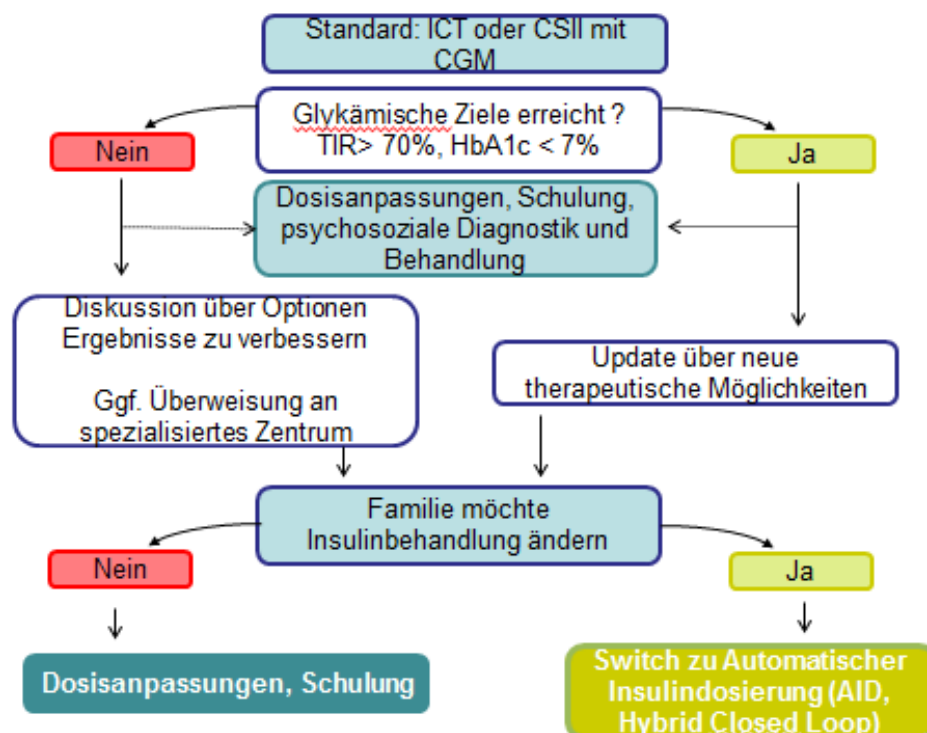 Standard: ICT oder CSII mit
CGM
Glykämische Ziele erreicht ?
TIR> 70%, HbA1c < 7%
Nein
Ja
Dosisanpassungen, Schulung,
psychosoziale Diagnostik und
Behandlung
Diskussion über Optionen
Ergebnisse zu verbessern
Ggf. Überweisung an
spezialisiertes Zentrum
Update über neue
therapeutische Möglichkeiten
Familie möchte
Insulinbehandlung ändern
Nein
Ja
Dosisanpassungen, Schulung
Switch zu Automatischer
Insulindosierung (AID,
Hybrid Closed Loop)